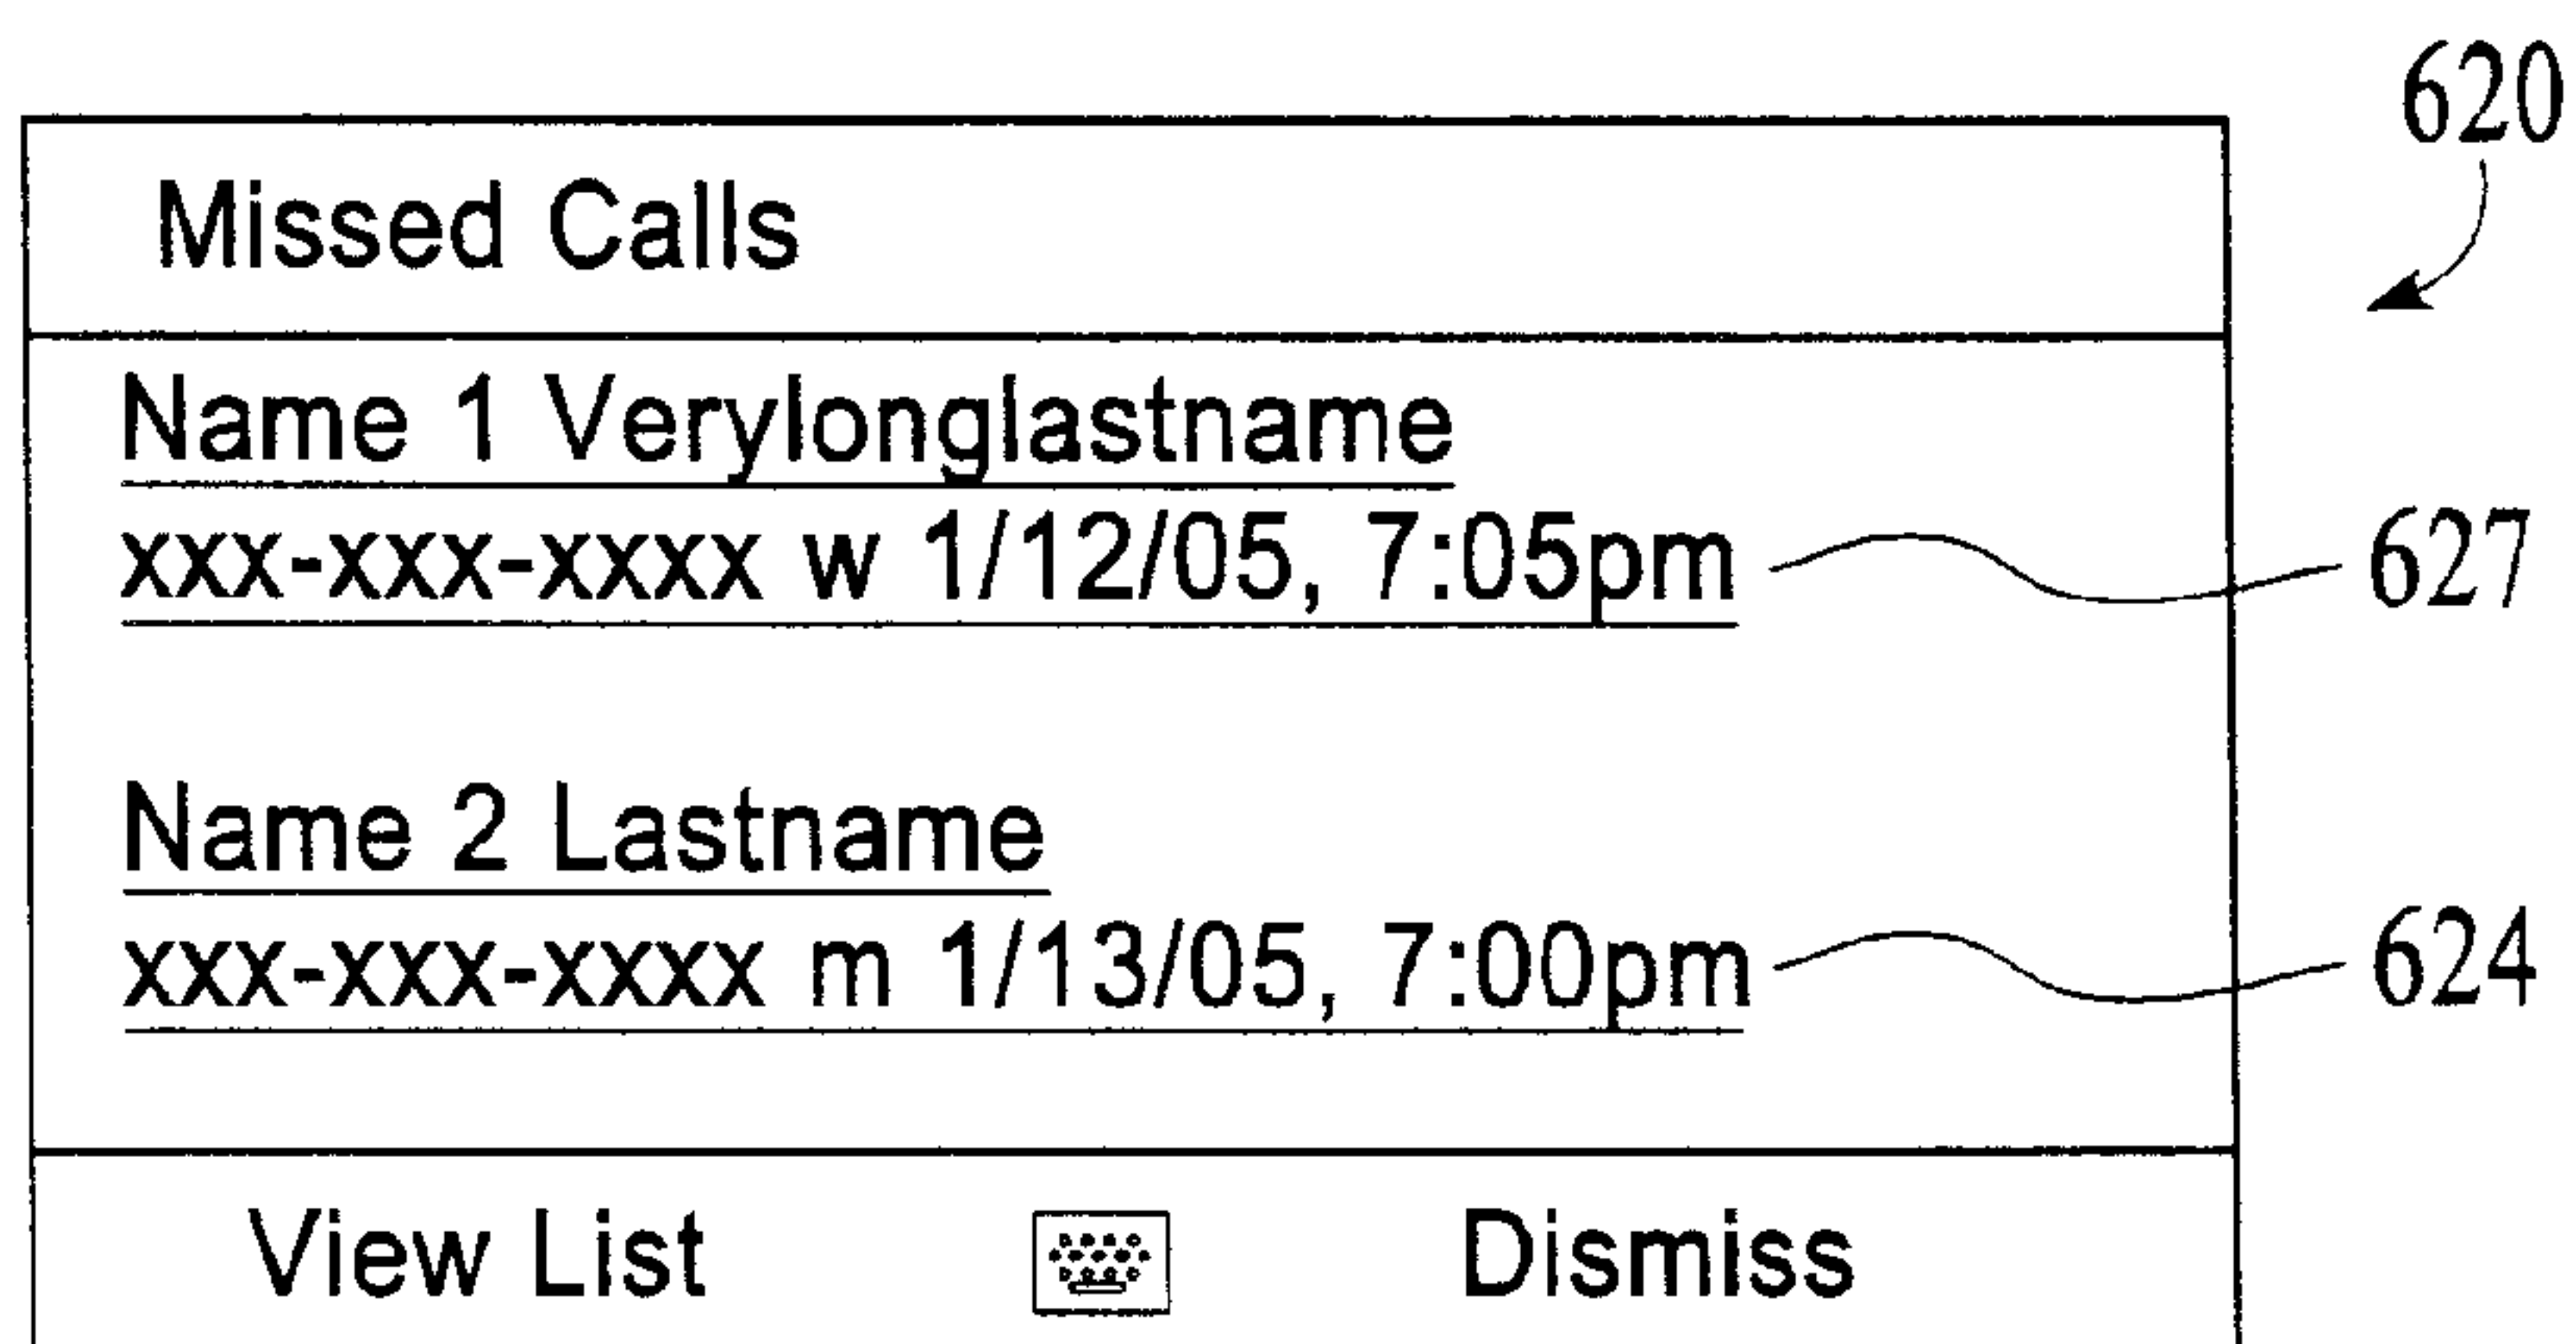 620
Missed Calls
Name 1 Verylonglastname
xxx-xxx-xxxx w 1/12/05, 7:05pm
627
Name 2 Lastname
xxx-xxx-xxxx m 1/13/05, 7:00pm
624
View List
Dismiss